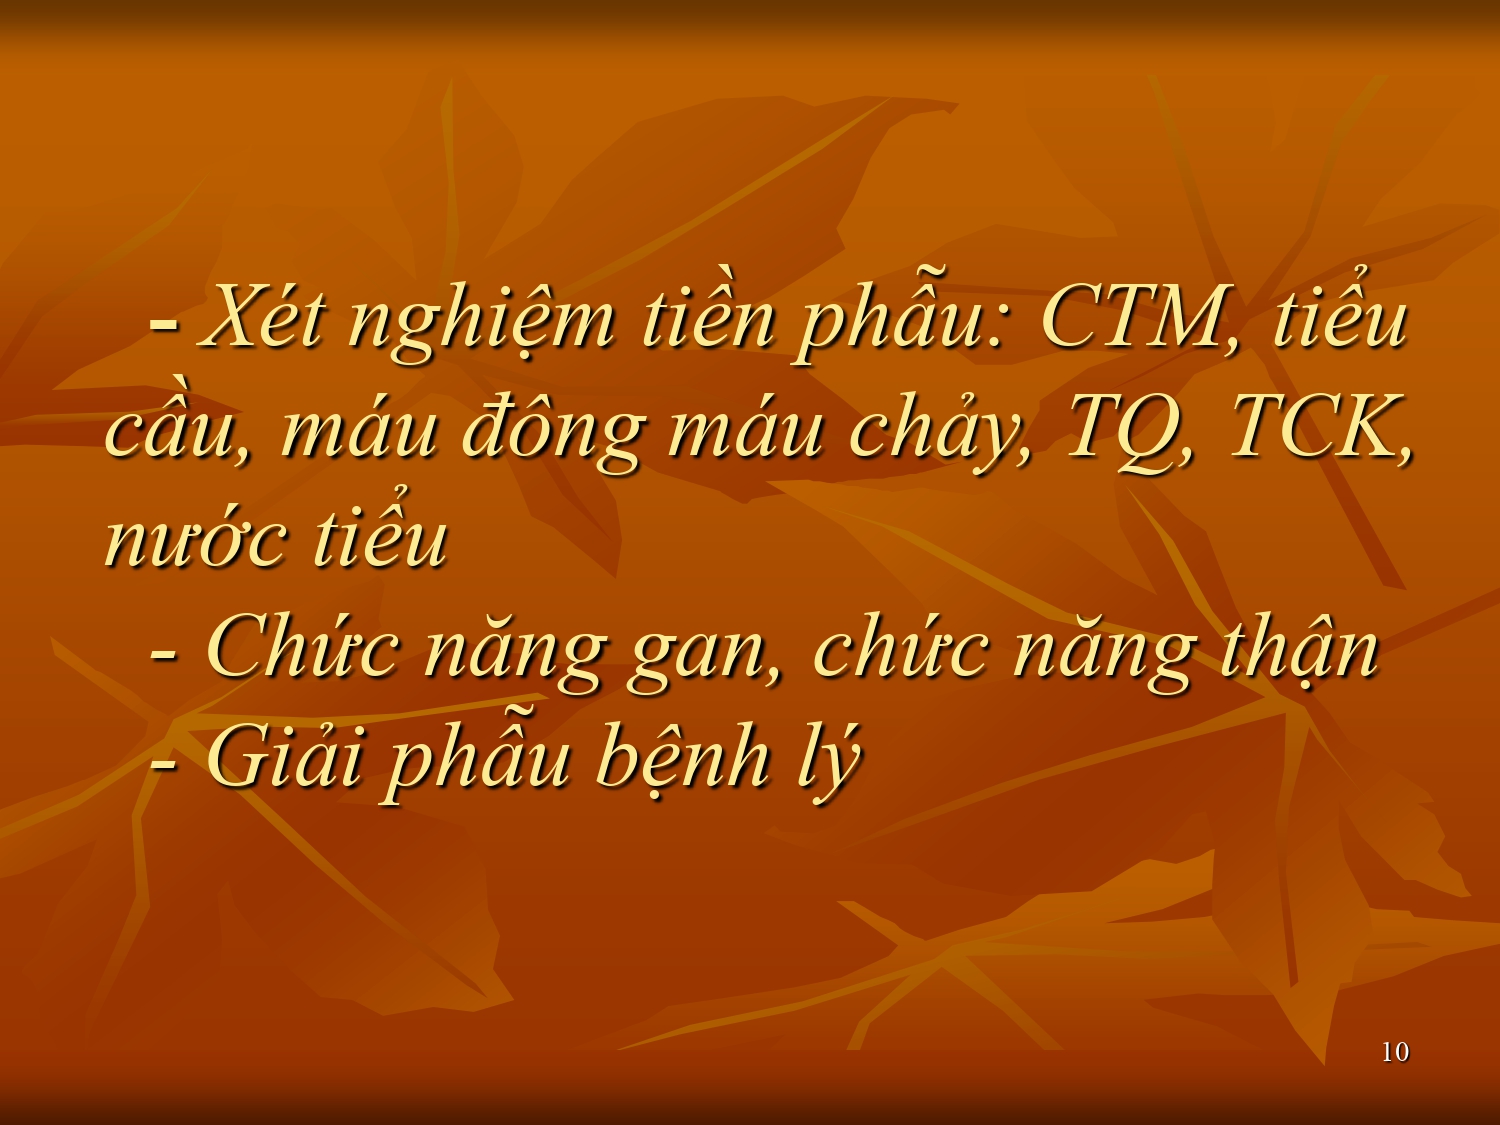 - Xét nghiệm tiền phẫu: CTM, tiểu
cầu, máu đông máu chảy, TQ, TCK,
nước tiểu
- Chức năng gan, chức năng thận
- Giải phẫu bệnh lý
10